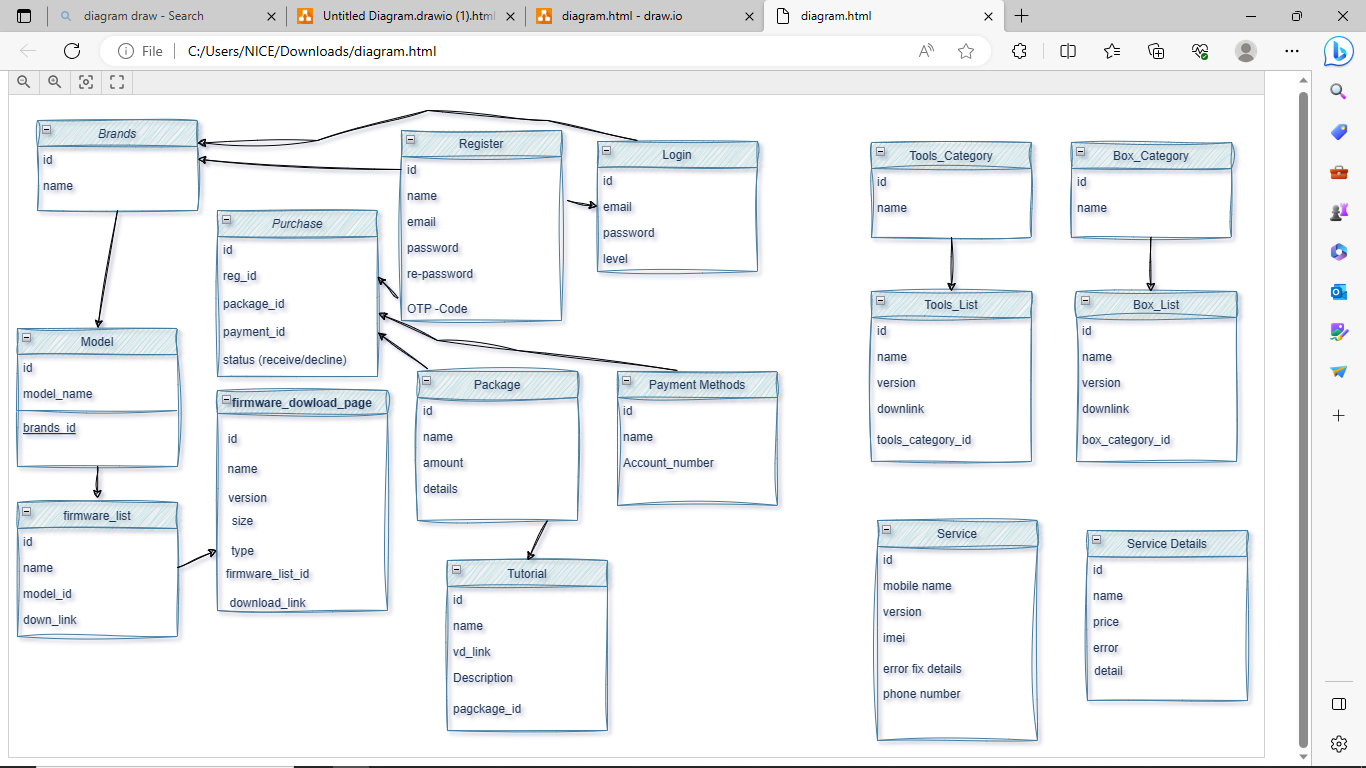 diagram draw - Search
Untitled Diagram.drawio (1).html
diagram.html - draw.io
diagram.html
File
C:/Users/NICE/Downloads/diagram.html
Brands
id
name
Register
id
name
email
password
re-password
OTP -Code
Login
id
email
password
level
Tools_Category
id
name
Box_Category
id
name
Purchase
id
reg_id
package_id
payment_id
status (receive/decline)
Model
id
model_name
brands_id
firmware_dowload_page
id
name
version
size
type
firmware_list_id
download_link
Package
id
name
amount
details
Payment Methods
id
name
Account_number
Tools_List
id
name
version
downlink
tools_category_id
Box_List
id
name
version
downlink
box_category_id
firmware_list
id
name
model_id
down_link
Tutorial
id
name
vd_link
Description
pagckage_id
Service
id
mobile name
version
imei
error fix details
phone number
Service Details
id
name
price
error
detail